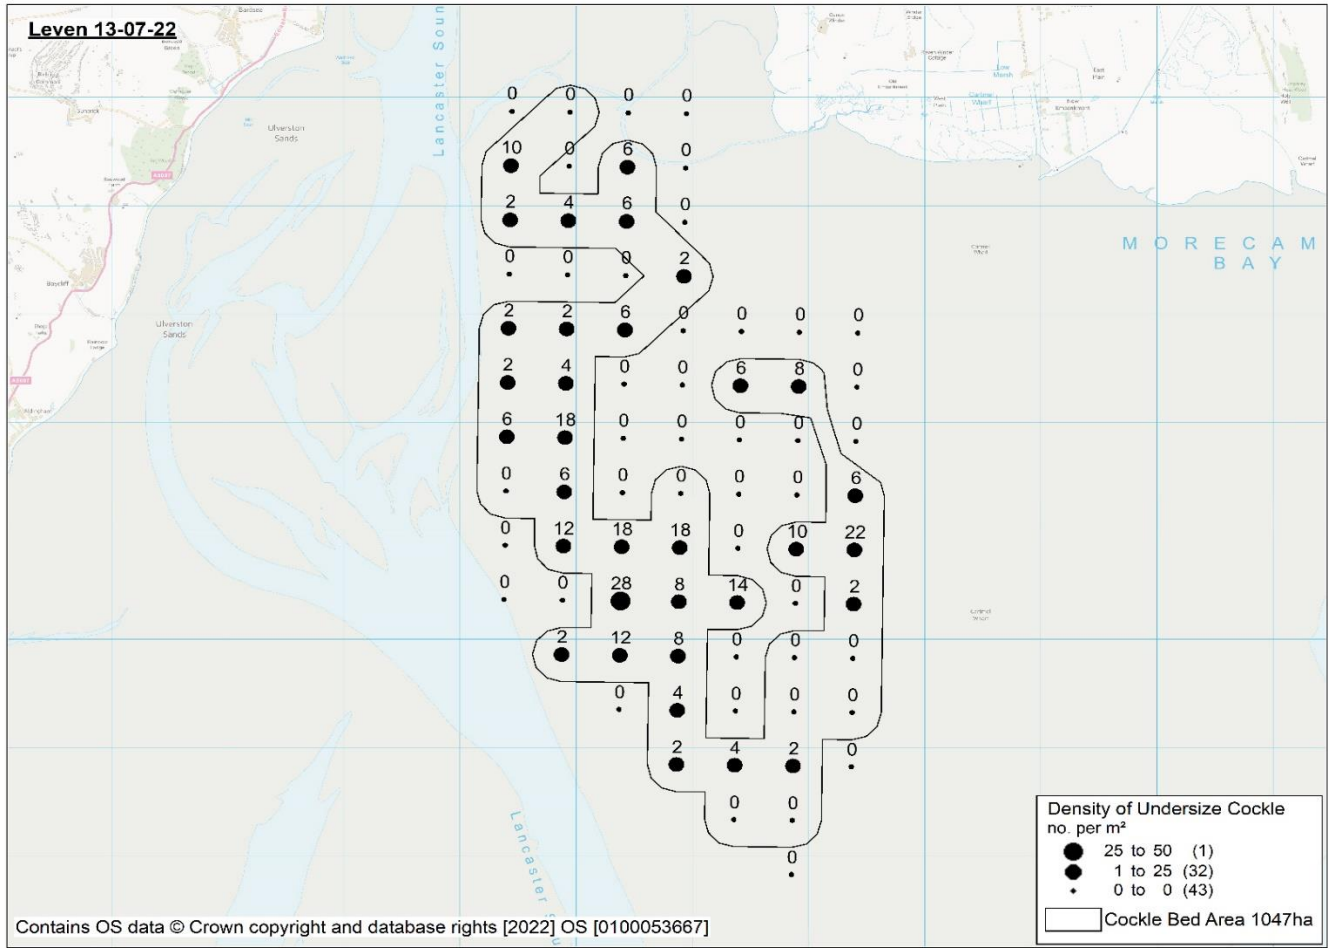 Leven 13-07-22
Lancaster Soun
Ulverston
Sands
Ulverston
Sands
MORECAM
BAY
Baycliff
0 0 0 0
10 0 6 0
2 4 6 0
0 0 0 2
2 2 6 0 0 0 0
2 4 0 0 6 8 0
6 18 0 0 0 0 0
0 6 0 0 0 0 6
0 12 18 18 0 10 22
0 0 28 8 14 0 2
2 12 8 0 0 0
0 4 0 0 0
2 4 2 0
0 0
0
Lancaster S
Density of Undersize Cockle
no. per m²
25 to 50 (1)
1 to 25 (32)
0 to 0 (43)
Cockle Bed Area 1047ha
Contains OS data © Crown copyright and database rights [2022] OS [0100053667]